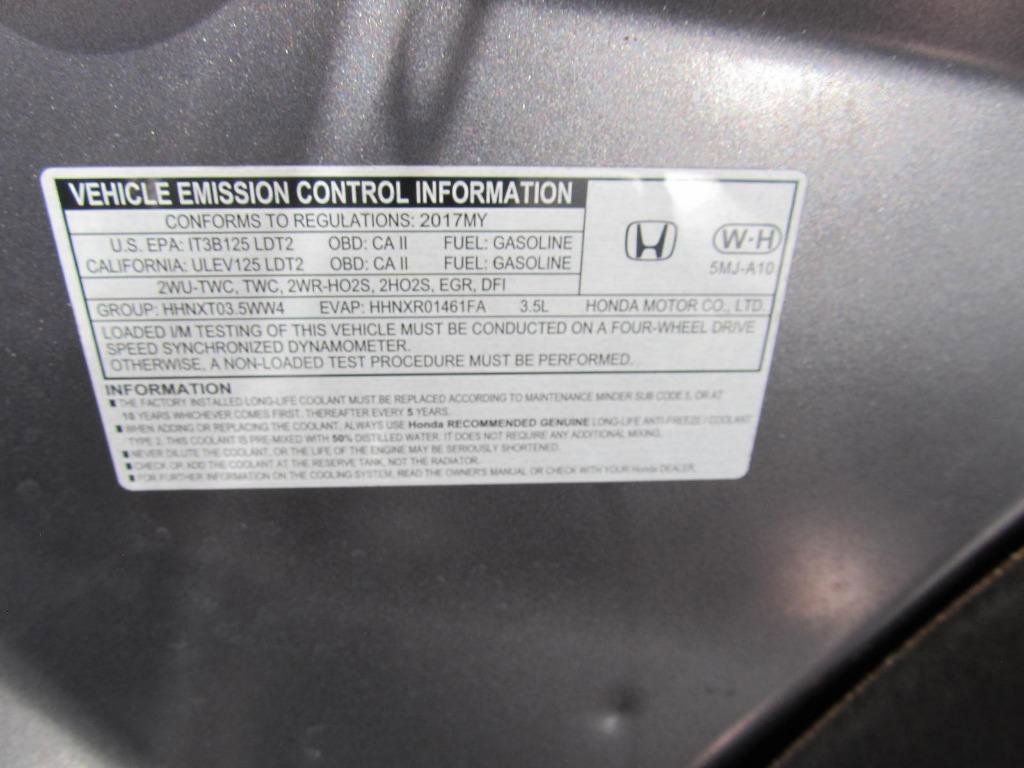 VEHICLE EMISSION CONTROL INFORMATION
CONFORMS TO REGULATIONS: 2017MY
U.S. EPA: IT3B125 LDT2 OBD: CA II FUEL: GASOLINE
CALIFORNIA: ULEV125 LDT2 OBD: CA II FUEL: GASOLINE
2WU-TWC, TWC, 2WR-HO2S, 2HO2S, EGR, DFI
W·H
5MJ-A10
GROUP: HHNXT03.5WW4 EVAP: HHNXR01461FA 3.5L HONDA MOTOR CO., LTD.
LOADED I/M TESTING OF THIS VEHICLE MUST BE CONDUCTED ON A FOUR-WHEEL DRIVE
SPEED SYNCHRONIZED DYNAMOMETER.
OTHERWISE, A NON-LOADED TEST PROCEDURE MUST BE PERFORMED.
INFORMATION
■ THE FACTORY INSTALLED LONG-LIFE COOLANT MUST BE REPLACED ACCORDING TO MAINTENANCE MINDER SUB CODE 5, OR AT
10 YEARS WHICHEVER COMES FIRST. THEREAFTER EVERY 5 YEARS.
■ WHEN ADDING OR REPLACING THE COOLANT, ALWAYS USE Honda RECOMMENDED GENUINE LONG-LIFE ANTI-FREEZE / COOLANT
TYPE 2. THIS COOLANT IS PRE-MIXED WITH 50% DISTILLED WATER. IT DOES NOT REQUIRE ANY ADDITIONAL MIXING.
■ NEVER DILUTE THE COOLANT, OR THE LIFE OF THE ENGINE MAY BE SERIOUSLY SHORTENED.
■ CHECK OR ADD THE COOLANT AT THE RESERVE TANK, NOT THE RADIATOR.
■ FOR FURTHER INFORMATION ON THE COOLING SYSTEM, READ THE OWNER'S MANUAL OR CHECK WITH YOUR Honda DEALER.